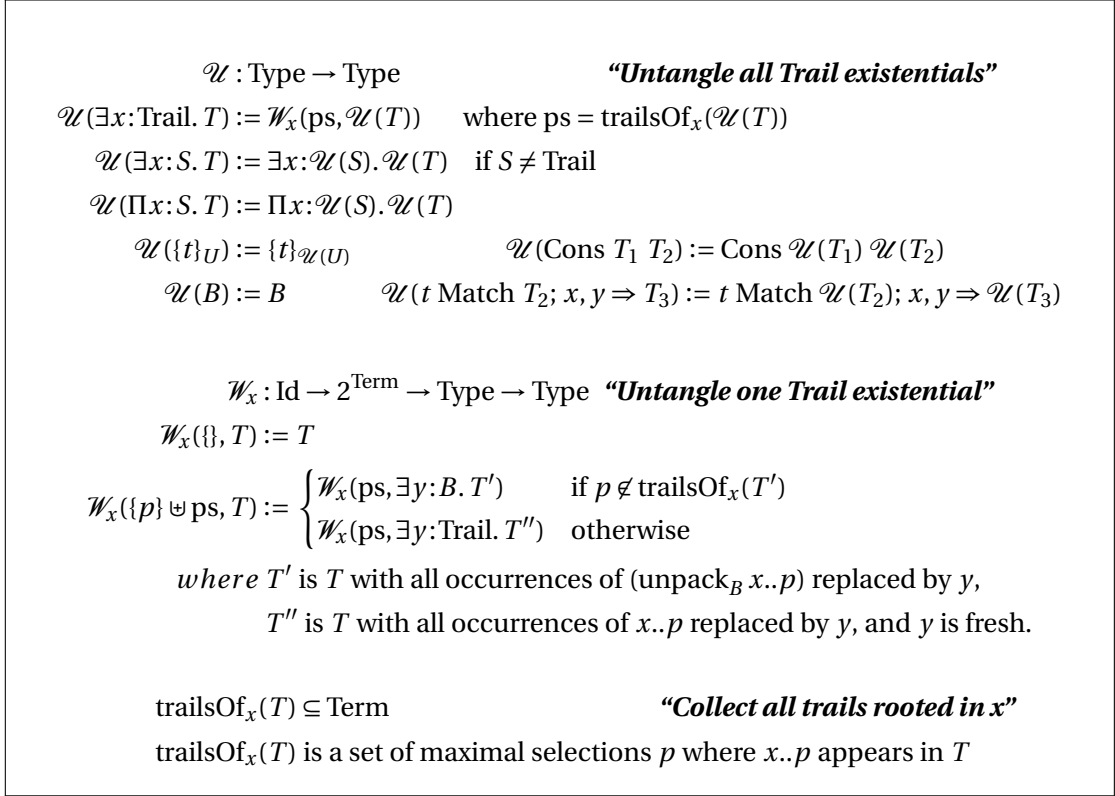 𝒰 : Type → Type “Untangle all Trail existentials”
𝒰(∃x:Trail. T) := 𝒲ₓ(ps, 𝒰(T)) where ps = trailsOfₓ(𝒰(T))
𝒰(∃x:S. T) := ∃x:𝒰(S). 𝒰(T) if S ≠ Trail
𝒰(Πx:S. T) := Πx:𝒰(S). 𝒰(T)
𝒰({t}_U) := {t}_𝒰(U) 𝒰(Cons T₁ T₂) := Cons 𝒰(T₁) 𝒰(T₂)
𝒰(B) := B 𝒰(t Match T₂; x, y ⇒ T₃) := t Match 𝒰(T₂); x, y ⇒ 𝒰(T₃)
𝒲ₓ : Id → 2^Term → Type → Type “Untangle one Trail existential”
𝒲ₓ({}, T) := T
𝒲ₓ({p} ⊎ ps, T) := { 𝒲ₓ(ps, ∃y:B. T′) if p ∉ trailsOfₓ(T′)
𝒲ₓ(ps, ∃y:Trail. T″) otherwise
where T′ is T with all occurrences of (unpack_B x..p) replaced by y,
T″ is T with all occurrences of x..p replaced by y, and y is fresh.
trailsOfₓ(T) ⊆ Term “Collect all trails rooted in x”
trailsOfₓ(T) is a set of maximal selections p where x..p appears in T